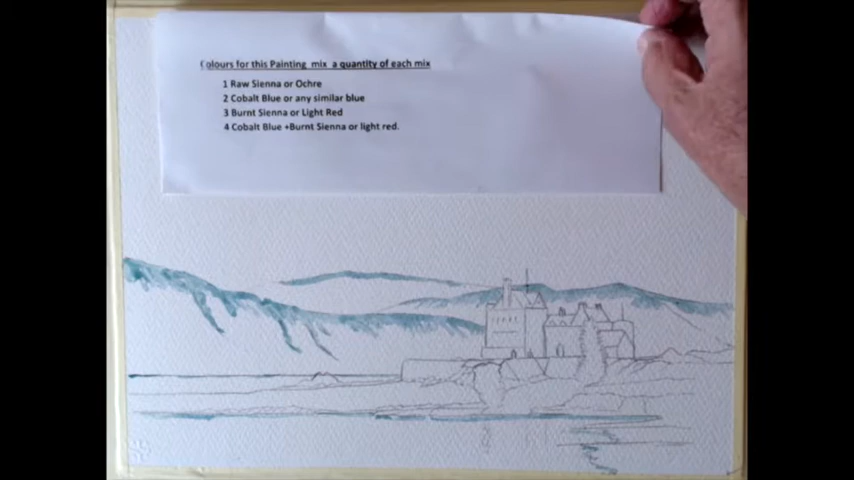 Colours for this Painting mix a quantity of each mix
1 Raw Sienna or Ochre
2 Cobalt Blue or any similar blue
3 Burnt Sienna or Light Red
4 Cobalt Blue +Burnt Sienna or light red.